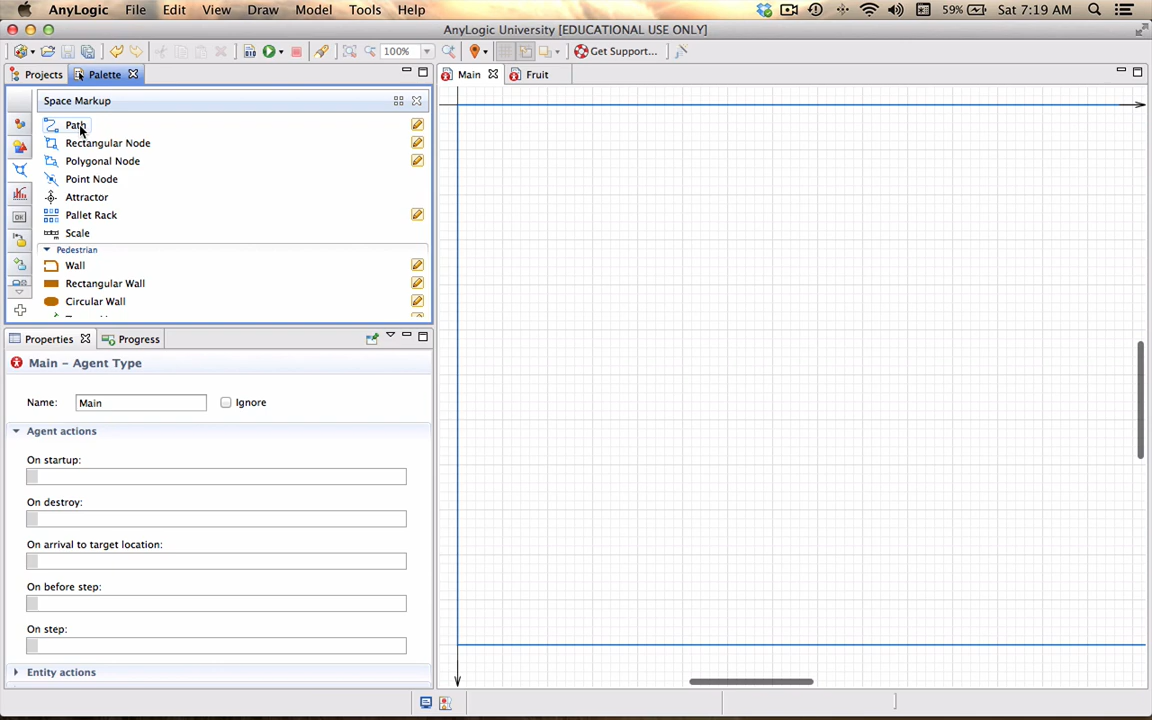 AnyLogic File Edit View Draw Model Tools Help 59% Sat 7:19 AM
AnyLogic University [EDUCATIONAL USE ONLY]
100% Get Support...
Projects Palette Main Fruit
Space Markup
Path
Rectangular Node
Polygonal Node
Point Node
Attractor
Pallet Rack
Scale
Pedestrian
Wall
Rectangular Wall
Circular Wall
Properties Progress
Main – Agent Type
Name: Main Ignore
Agent actions
On startup:
On destroy:
On arrival to target location:
On before step:
On step:
Entity actions